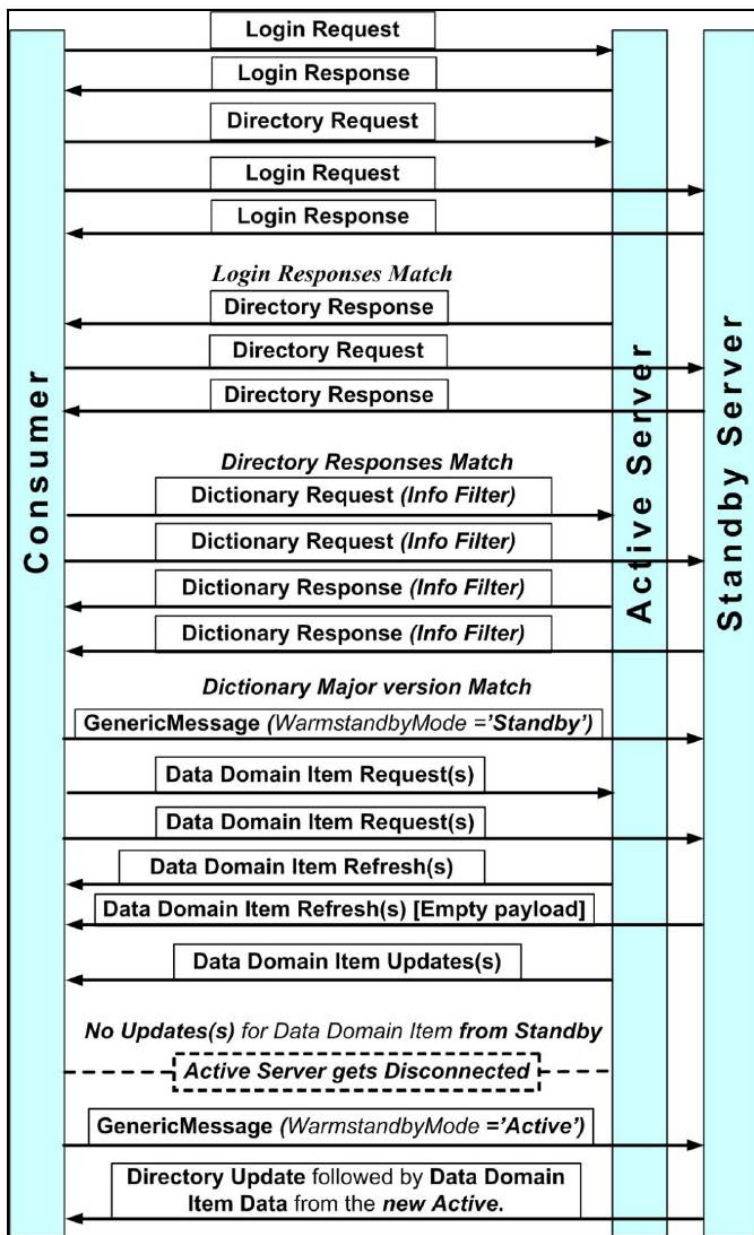 Login Request
Login Response
Directory Request
Login Request
Login Response
Login Responses Match
Directory Response
Directory Request
Directory Response
Directory Responses Match
Dictionary Request (Info Filter)
Dictionary Request (Info Filter)
Dictionary Response (Info Filter)
Dictionary Response (Info Filter)
Dictionary Major version Match
GenericMessage (WarmstandbyMode ='Standby')
Data Domain Item Request(s)
Data Domain Item Request(s)
Data Domain Item Refresh(s)
Data Domain Item Refresh(s) [Empty payload]
Data Domain Item Updates(s)
No Updates(s) for Data Domain Item from Standby
Active Server gets Disconnected
GenericMessage (WarmstandbyMode ='Active')
Directory Update followed by Data Domain
Item Data from the new Active.
Consumer
Active Server
Standby Server